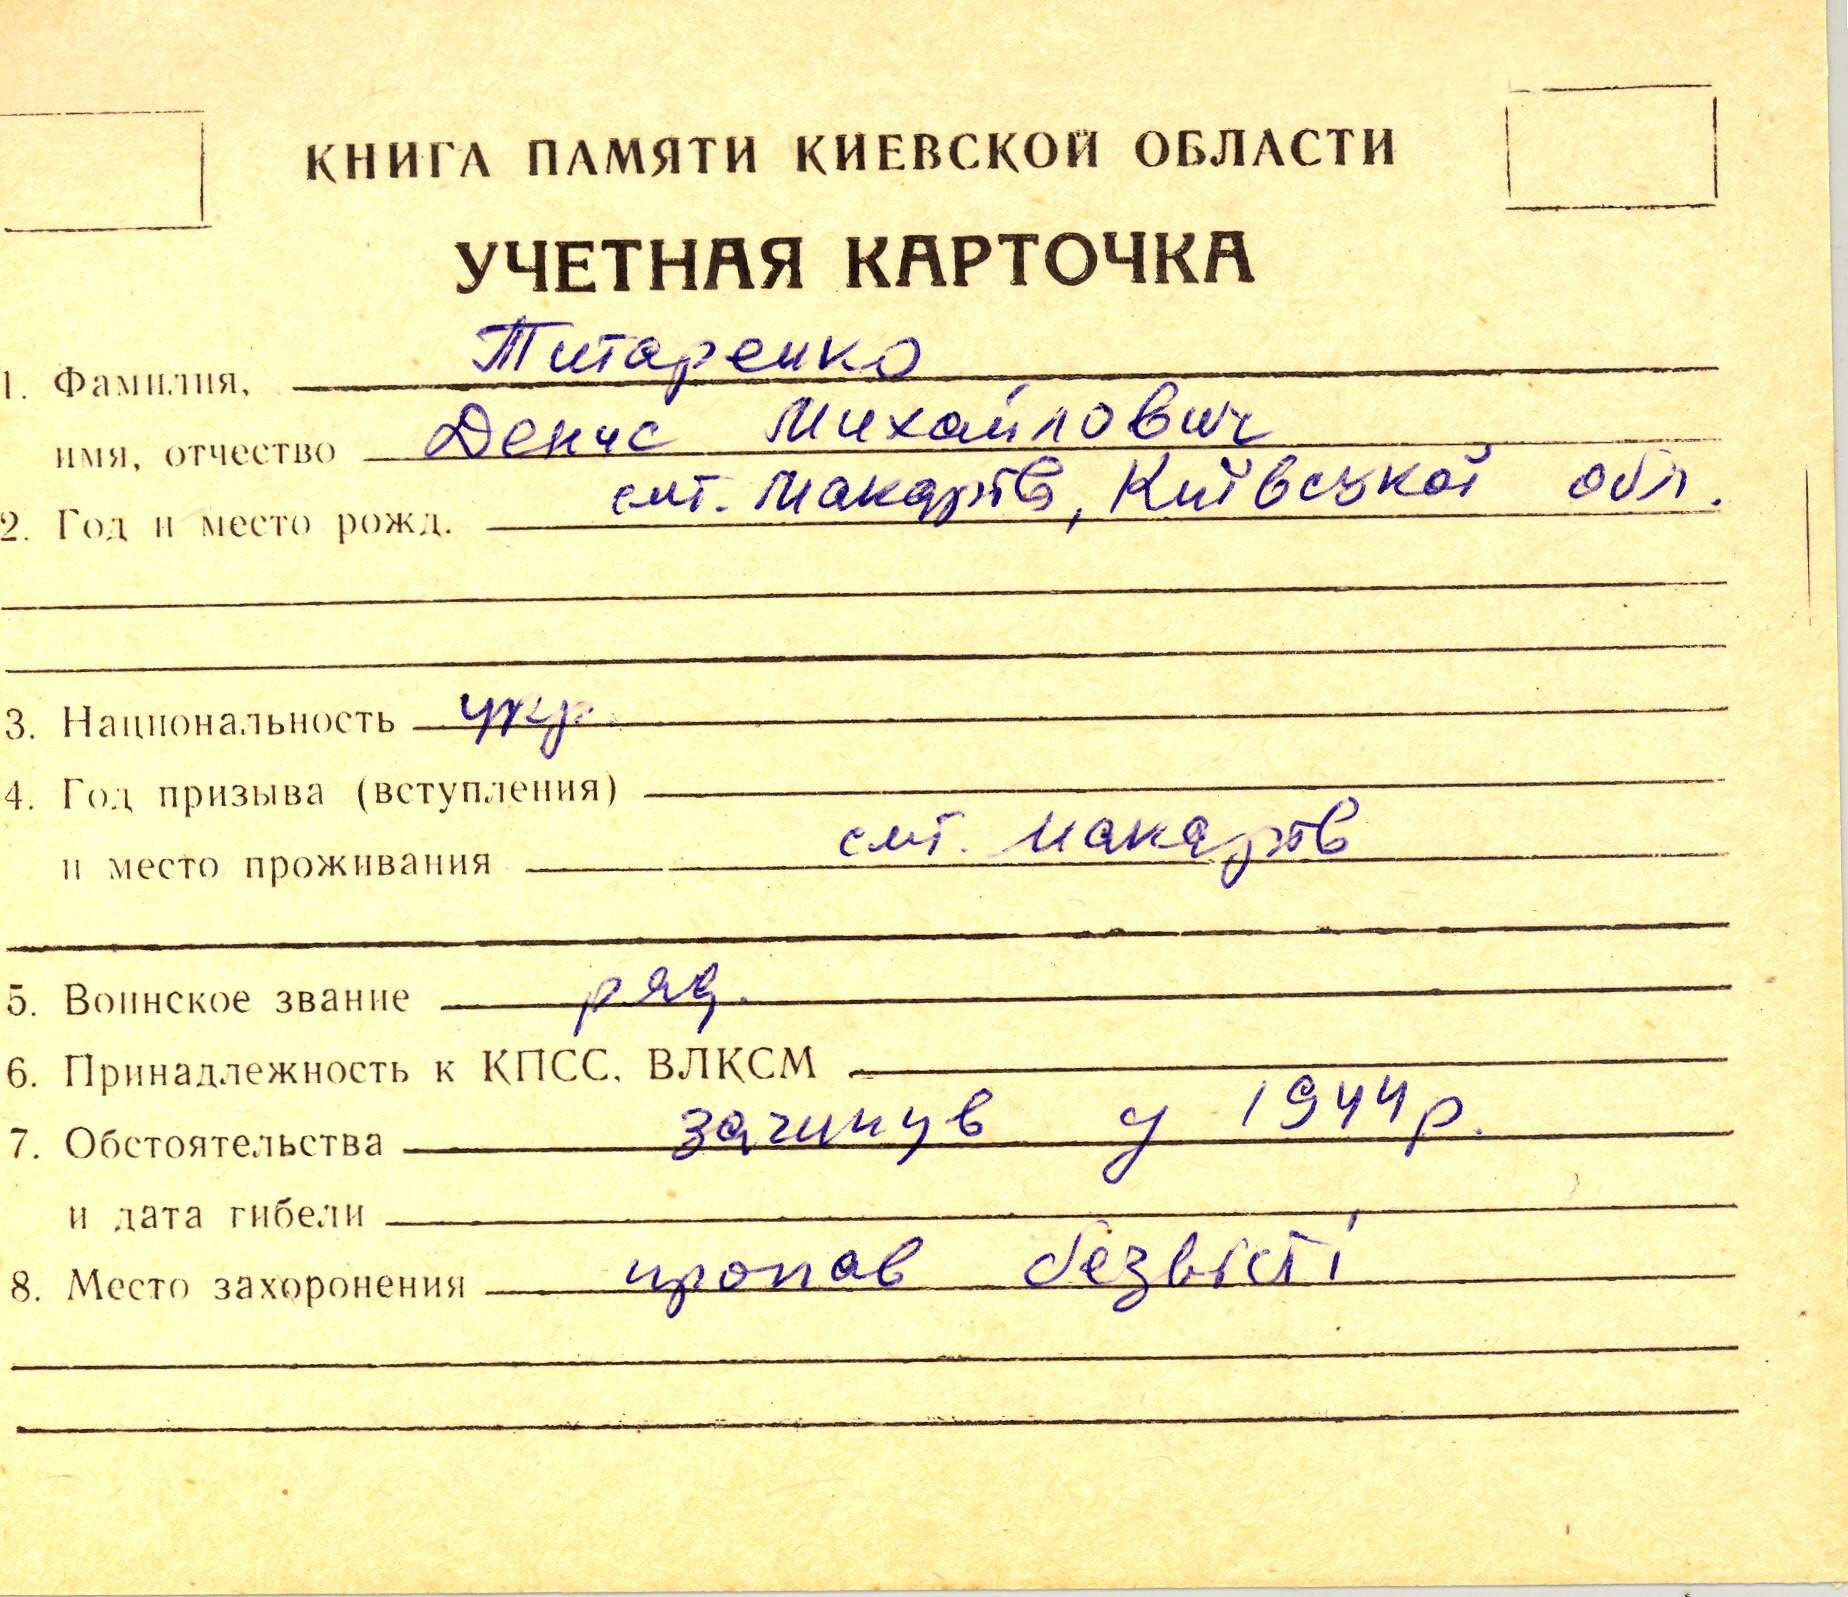 КНИГА ПАМЯТИ КИЕВСКОЙ ОБЛАСТИ
УЧЕТНАЯ КАРТОЧКА
1. Фамилия, Титаренко
имя, отчество Денис Михайлович
2. Год и место рожд. смт. Макарів, Київської обл.
3. Национальность укр.
4. Год призыва (вступления)
и место проживания смт. Макарів
5. Воинское звание ряд.
6. Принадлежность к КПСС, ВЛКСМ
7. Обстоятельства загинув у 1944 р.
и дата гибели
8. Место захоронения пропав безвісті